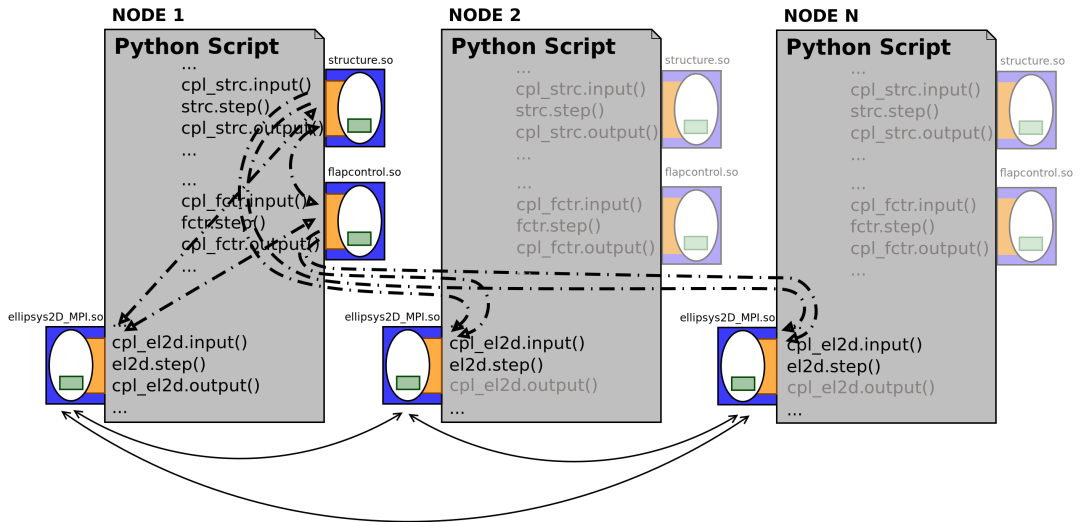 NODE 1
Python Script
structure.so
...
cpl_strc.input()
strc.step()
cpl_strc.output()
...
flapcontrol.so
...
cpl_fctr.input()
fctr.step()
cpl_fctr.output()
...
ellipsys2D_MPI.so
cpl_el2d.input()
el2d.step()
cpl_el2d.output()
...
NODE 2
Python Script
structure.so
...
cpl_strc.input()
strc.step()
cpl_strc.output()
...
flapcontrol.so
...
cpl_fctr.input()
fctr.step()
cpl_fctr.output()
...
ellipsys2D_MPI.so
cpl_el2d.input()
el2d.step()
cpl_el2d.output()
...
NODE N
Python Script
structure.so
...
cpl_strc.input()
strc.step()
cpl_strc.output()
...
flapcontrol.so
...
cpl_fctr.input()
fctr.step()
cpl_fctr.output()
...
ellipsys2D_MPI.so
cpl_el2d.input()
el2d.step()
cpl_el2d.output()
...